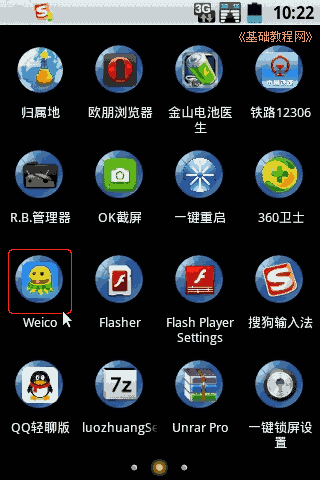 3G
10:22
《基础教程网》
归属地
欧朋浏览器
金山电池医
生
铁路12306
R.B.管理器
OK截屏
一键重启
360卫士
Weico
Flasher
Flash Player
Settings
搜狗输入法
QQ轻聊版
7z
luozhuangSe
Unrar Pro
一键锁屏设
置